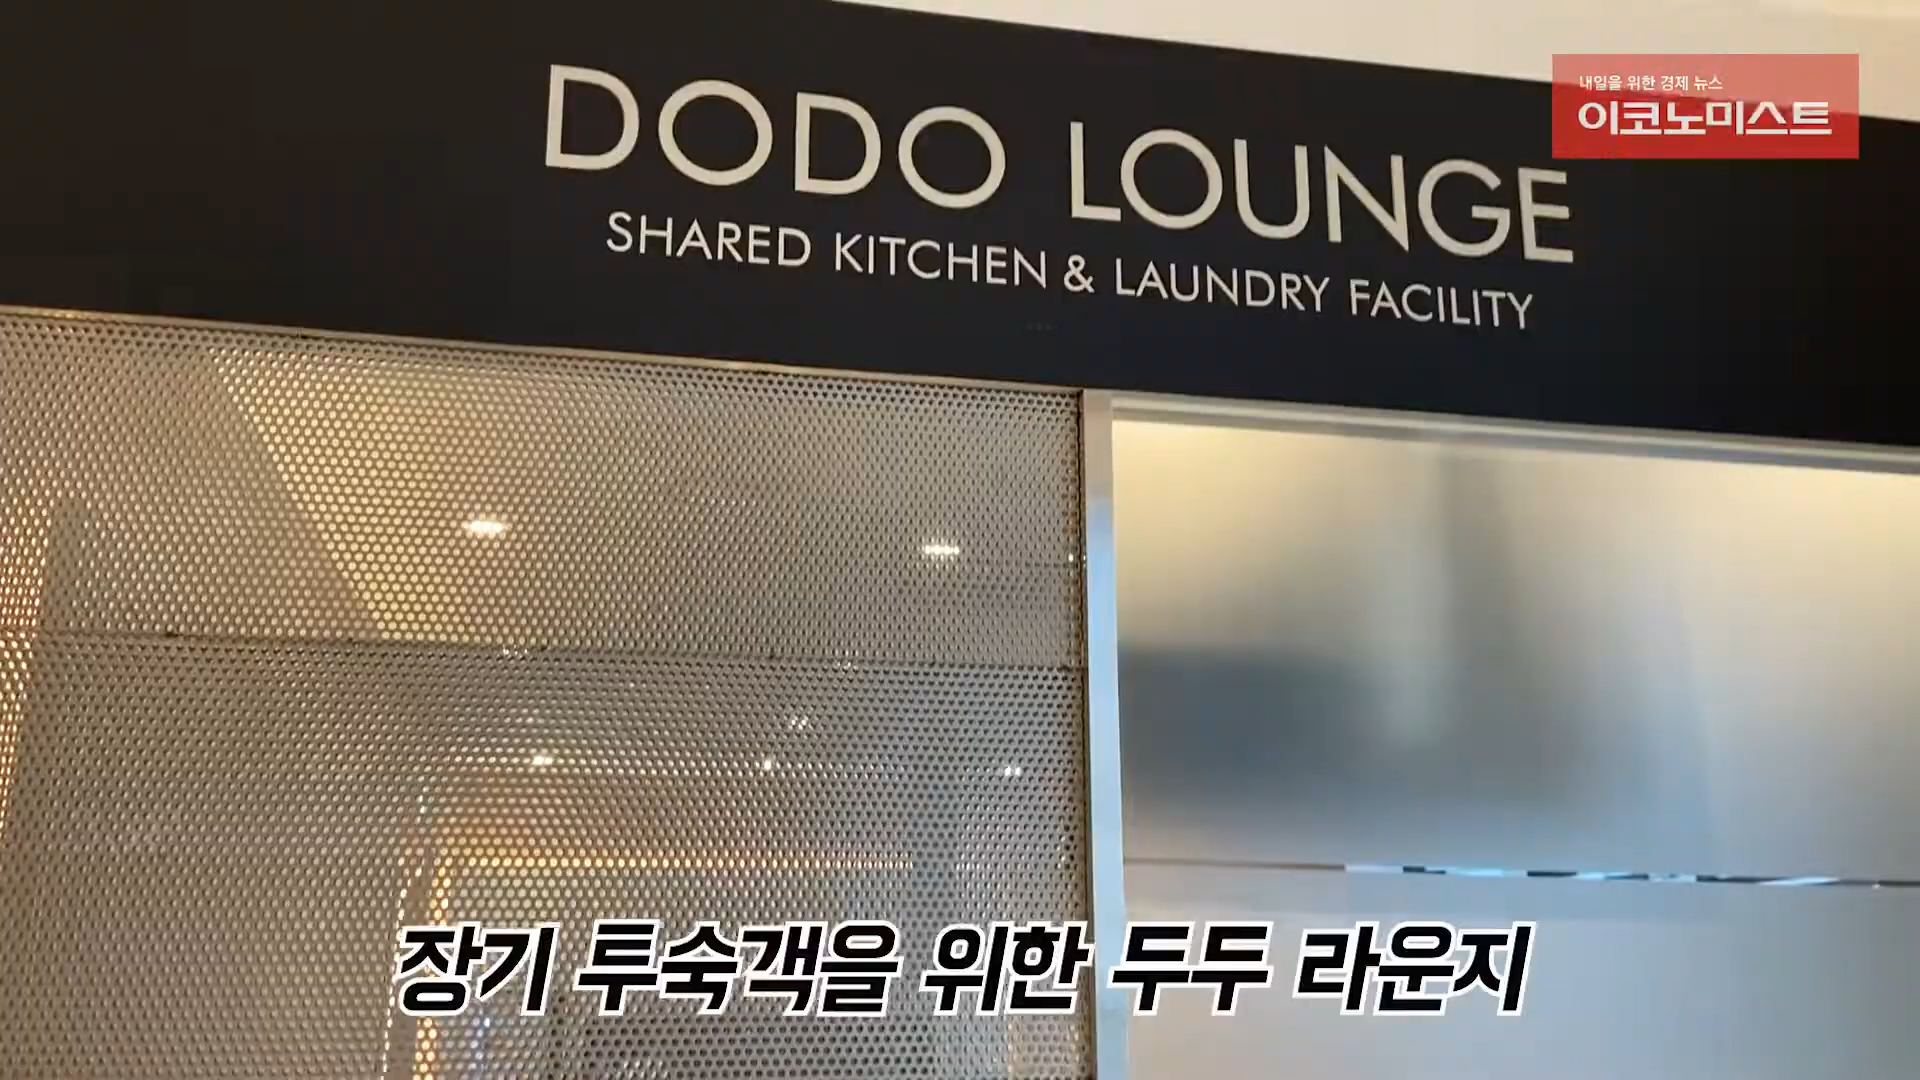 내일을 위한 경제 뉴스
이코노미스트
DODO LOUNGE
SHARED KITCHEN & LAUNDRY FACILITY
장기 투숙객을 위한 두두 라운지